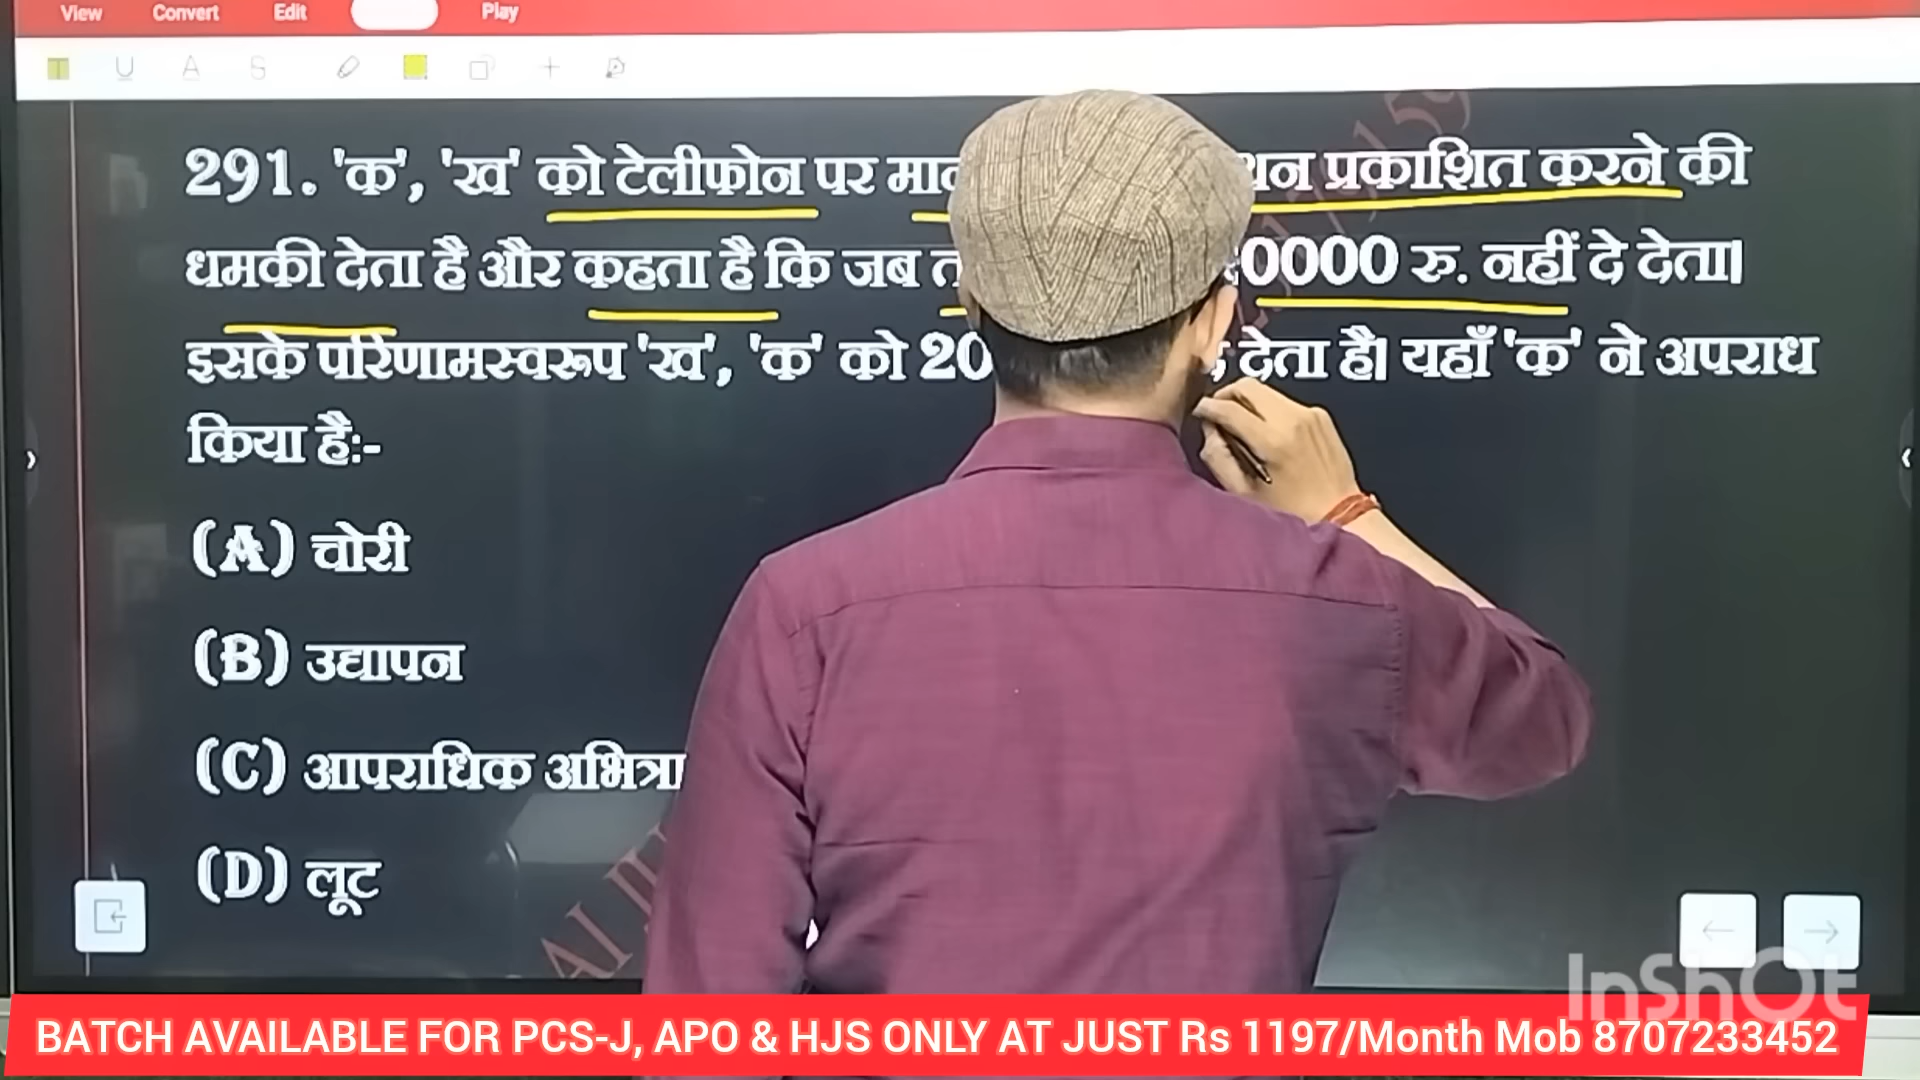 View Convert Edit Play
291. 'क', 'ख' को टेलीफोन पर प्रकाशित करने की
धमकी देता है और कहता है कि जब 0000 रु. नहीं दे देता।
इसके परिणामस्वरूप 'ख', 'क' को 20 देता है। यहाँ 'क' ने अपराध
किया है:-
(A) चोरी
(B) उद्यापन
(C) आपराधिक
(D) लूट
InShOt
BATCH AVAILABLE FOR PCS-J, APO & HJS ONLY AT JUST Rs 1197/Month Mob 8707233452